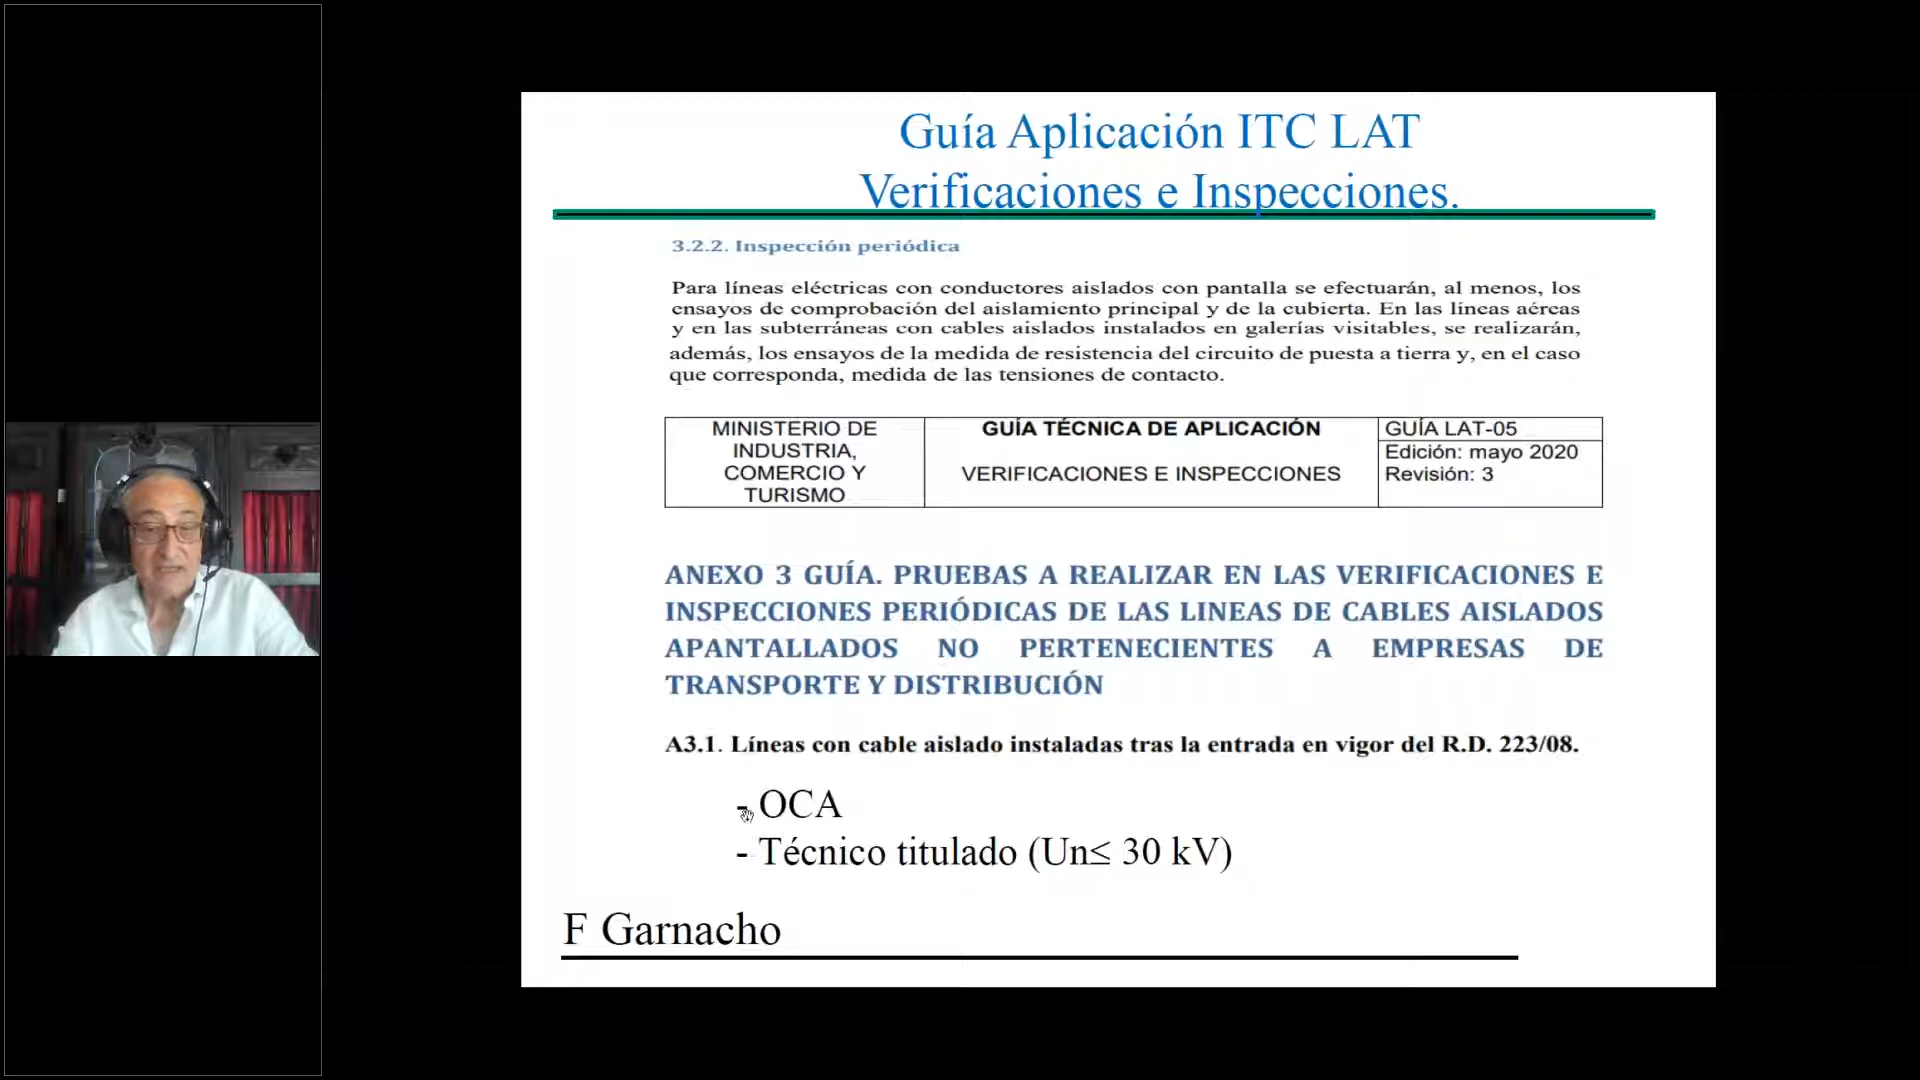 Guía Aplicación ITC LAT
Verificaciones e Inspecciones.
3.2.2. Inspección periódica
Para líneas eléctricas con conductores aislados con pantalla se efectuarán, al menos, los
ensayos de comprobación del aislamiento principal y de la cubierta. En las líneas aéreas
y en las subterráneas con cables aislados instalados en galerías visitables, se realizarán,
además, los ensayos de la medida de resistencia del circuito de puesta a tierra y, en el caso
que corresponda, medida de las tensiones de contacto.
MINISTERIO DE
INDUSTRIA,
COMERCIO Y
TURISMO
GUÍA TÉCNICA DE APLICACIÓN
VERIFICACIONES E INSPECCIONES
GUÍA LAT-05
Edición: mayo 2020
Revisión: 3
ANEXO 3 GUÍA. PRUEBAS A REALIZAR EN LAS VERIFICACIONES E
INSPECCIONES PERIÓDICAS DE LAS LINEAS DE CABLES AISLADOS
APANTALLADOS NO PERTENECIENTES A EMPRESAS DE
TRANSPORTE Y DISTRIBUCIÓN
A3.1. Líneas con cable aislado instaladas tras la entrada en vigor del R.D. 223/08.
- OCA
- Técnico titulado (Un≤ 30 kV)
F Garnacho